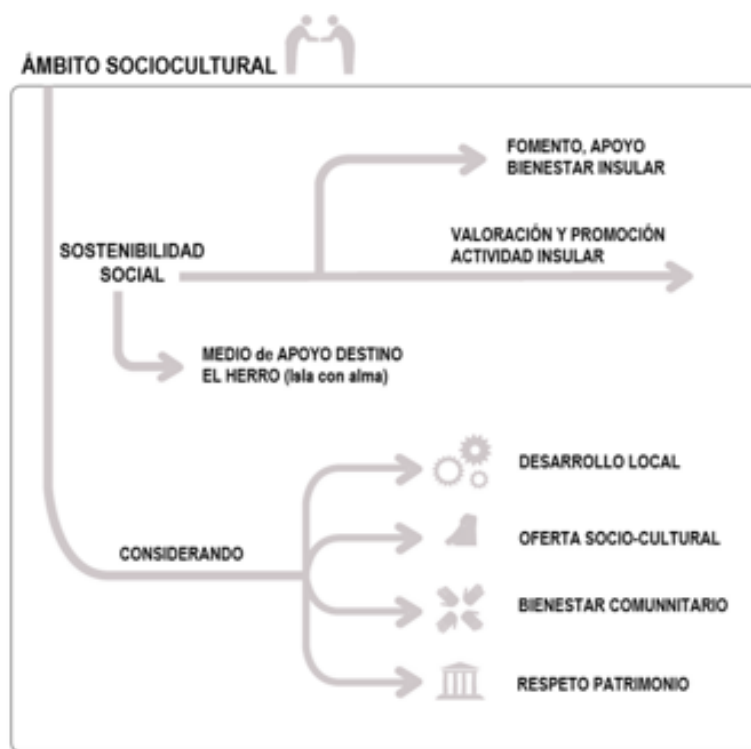 ÁMBITO SOCIOCULTURAL
FOMENTO, APOYO
BIENESTAR INSULAR
VALORACIÓN Y PROMOCIÓN
ACTIVIDAD INSULAR
SOSTENIBILIDAD
SOCIAL
MEDIO de APOYO DESTINO
EL HERRO (Isla con alma)
CONSIDERANDO
DESARROLLO LOCAL
OFERTA SOCIO-CULTURAL
BIENESTAR COMUNNITARIO
RESPETO PATRIMONIO